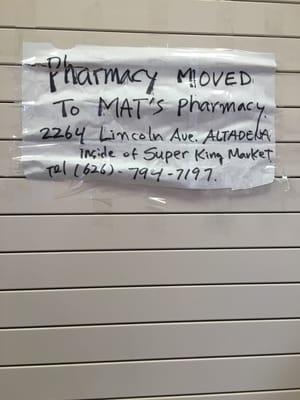 Pharmacy MOVED
To MAT's Pharmacy.
2264 Lincoln Ave. ALTADENA
inside of Super King Market
Tel (626)-794-7197.